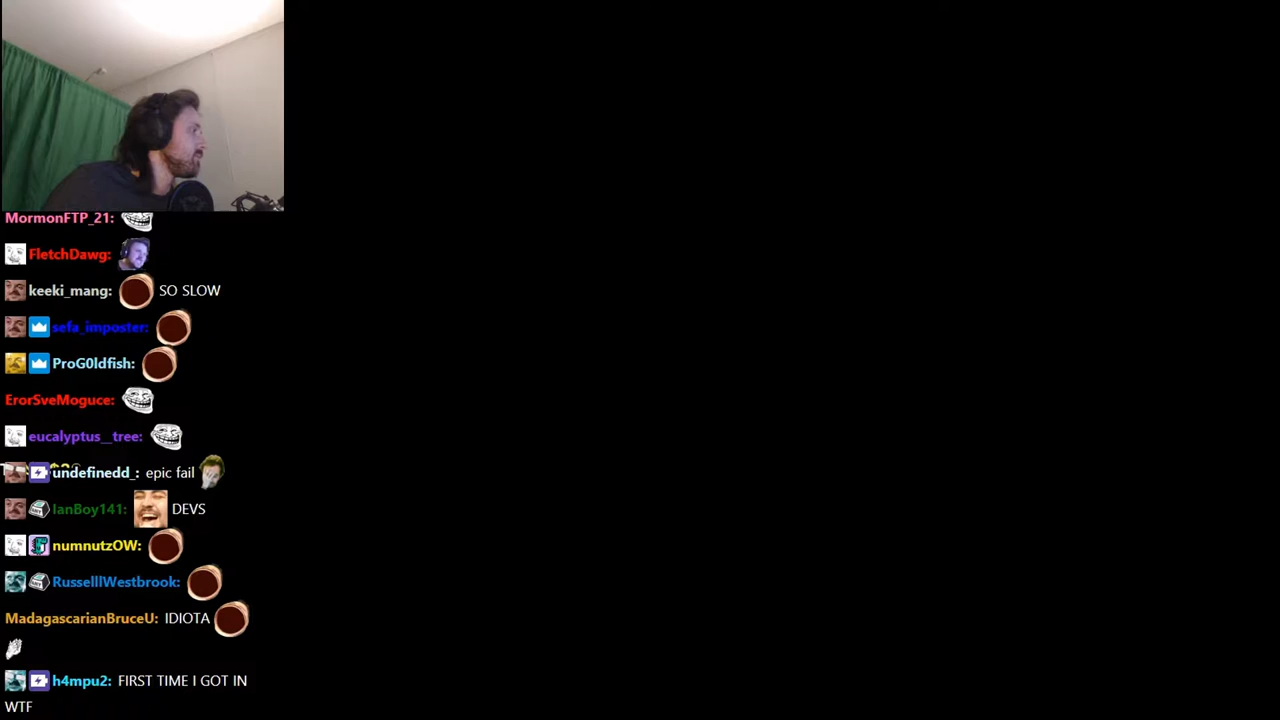 MormonFTP_21:
FletchDawg:
keeki_mang: SO SLOW
sefa_imposter:
ProG0ldfish:
ErorSveMoguce:
eucalyptus__tree:
undefinedd_: epic fail
IanBoy141: DEVS
numnutzOW:
RusselllWestbrook:
MadagascarianBruceU: IDIOTA
h4mpu2: FIRST TIME I GOT IN
WTF